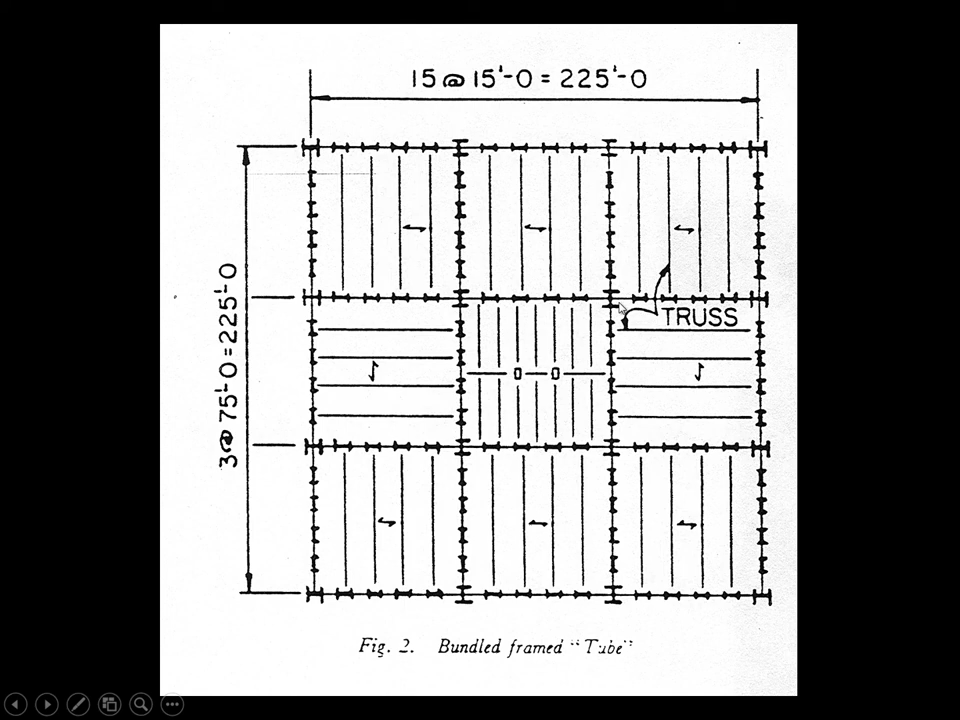 15 @ 15'-0 = 225'-0
3 @ 75'-0 = 225'-0
TRUSS
Fig. 2. Bundled framed "Tube"